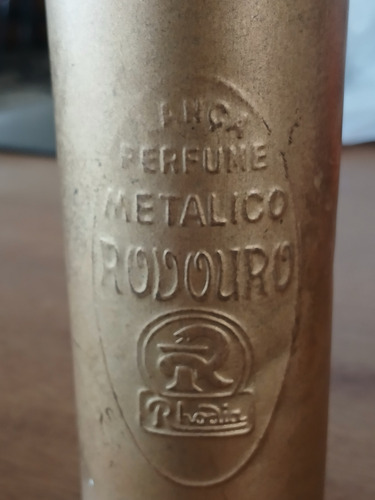 LANÇA
PERFUME
METALICO
RODOURO
R
Rhodia